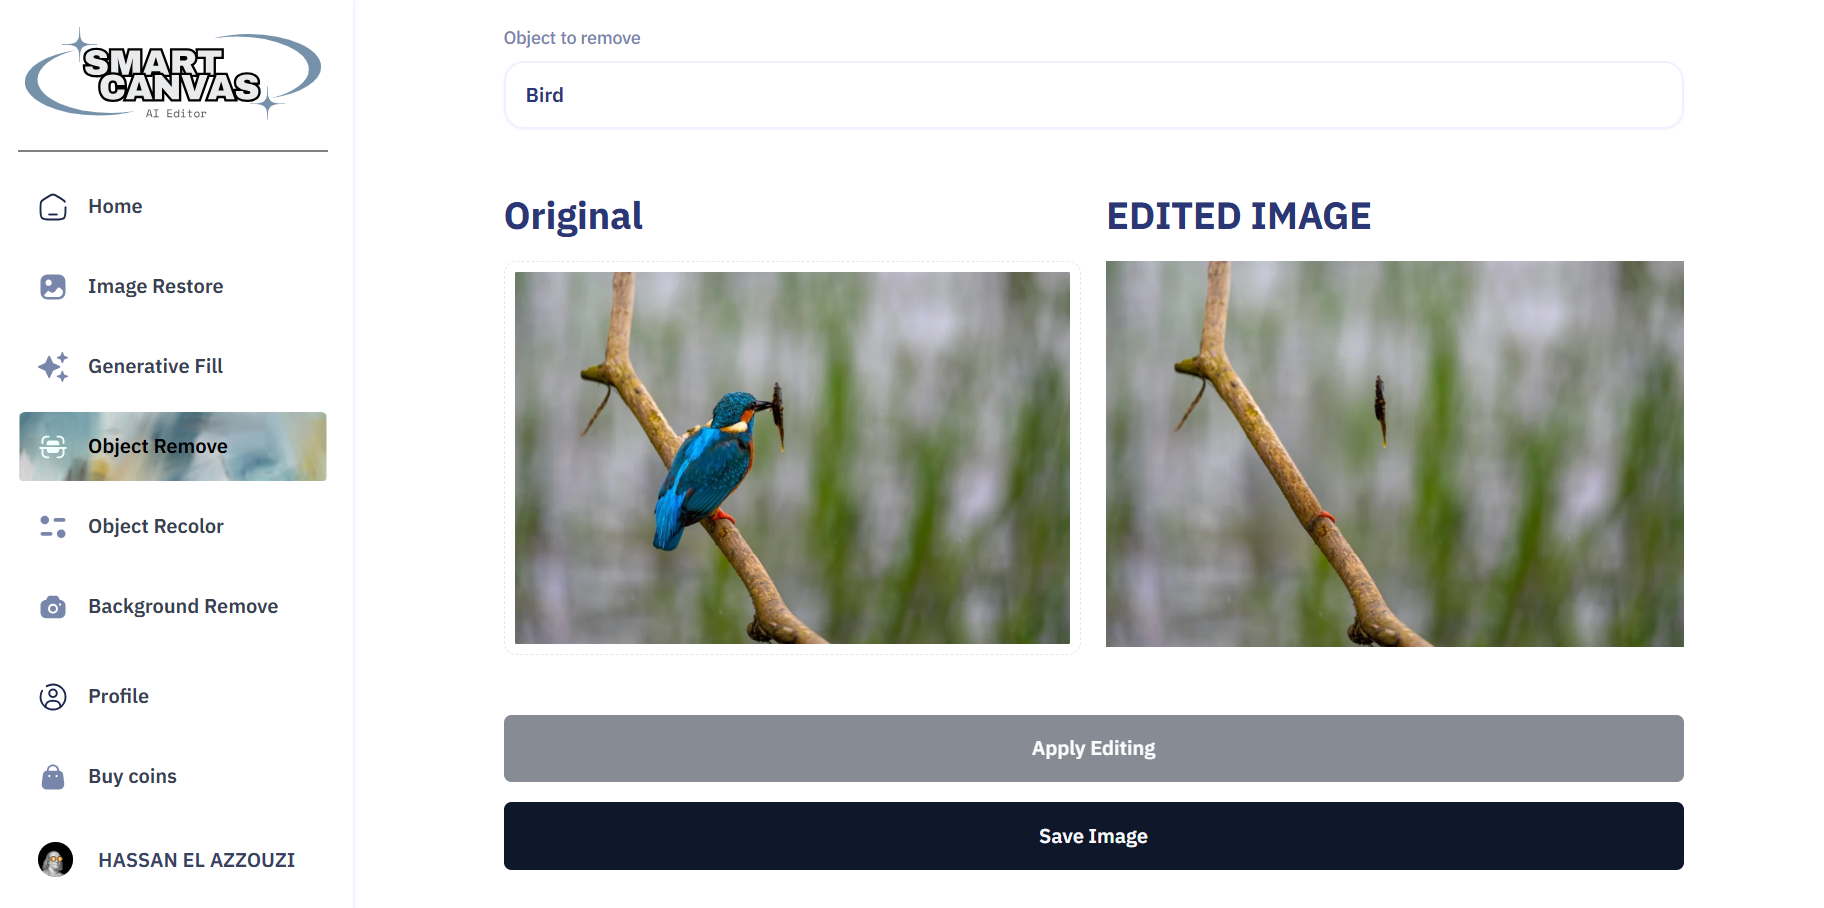 SMART
CANVAS
AI Editor
Home
Image Restore
Generative Fill
Object Remove
Object Recolor
Background Remove
Profile
Buy coins
HASSAN EL AZZOUZI
Object to remove
Bird
Original
EDITED IMAGE
Apply Editing
Save Image